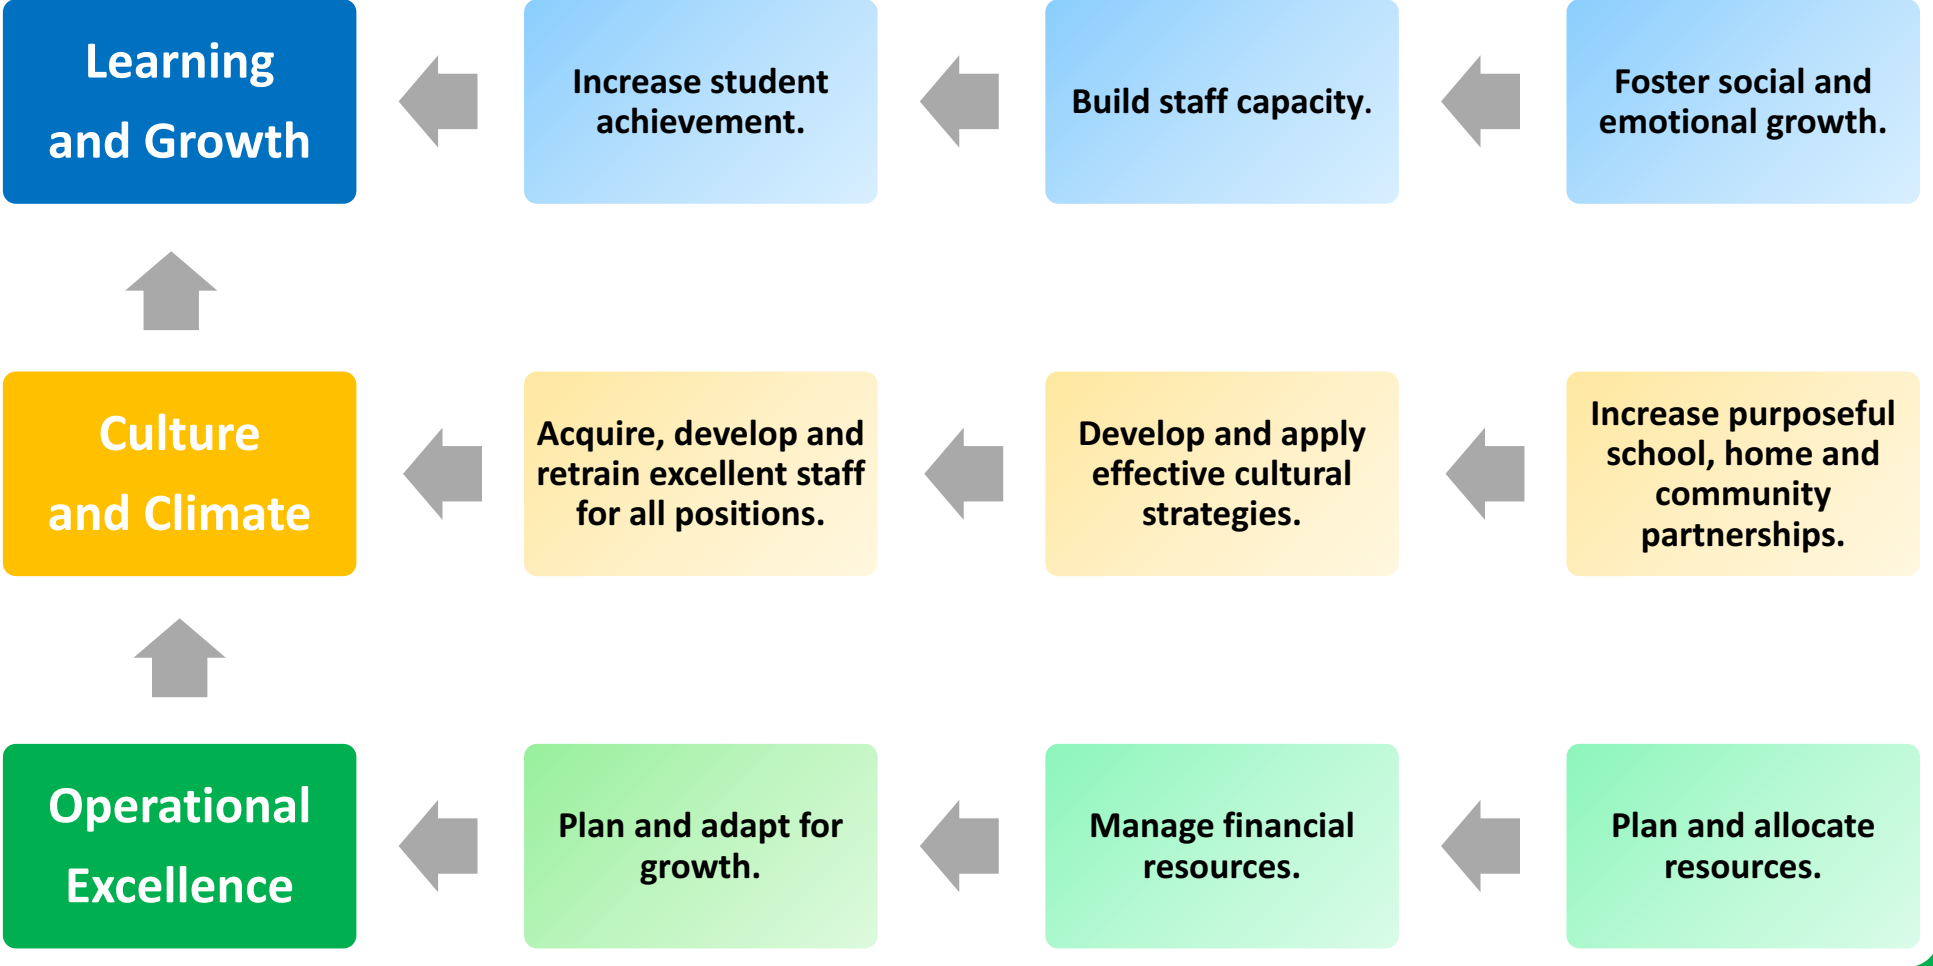 Learning
and Growth
Increase student
achievement.
Build staff capacity.
Foster social and
emotional growth.
Culture
and Climate
Acquire, develop and
retrain excellent staff
for all positions.
Develop and apply
effective cultural
strategies.
Increase purposeful
school, home and
community
partnerships.
Operational
Excellence
Plan and adapt for
growth.
Manage financial
resources.
Plan and allocate
resources.